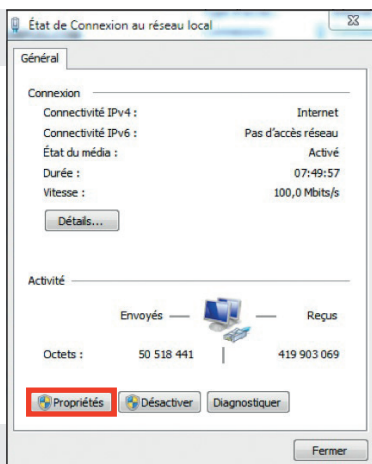 État de Connexion au réseau local
Général
Connexion
Connectivité IPv4 : Internet
Connectivité IPv6 : Pas d'accès réseau
État du média : Activé
Durée : 07:49:57
Vitesse : 100,0 Mbits/s
Détails...
Activité
Envoyés — — Reçus
Octets : 50 518 441 | 419 903 069
Propriétés Désactiver Diagnostiquer
Fermer